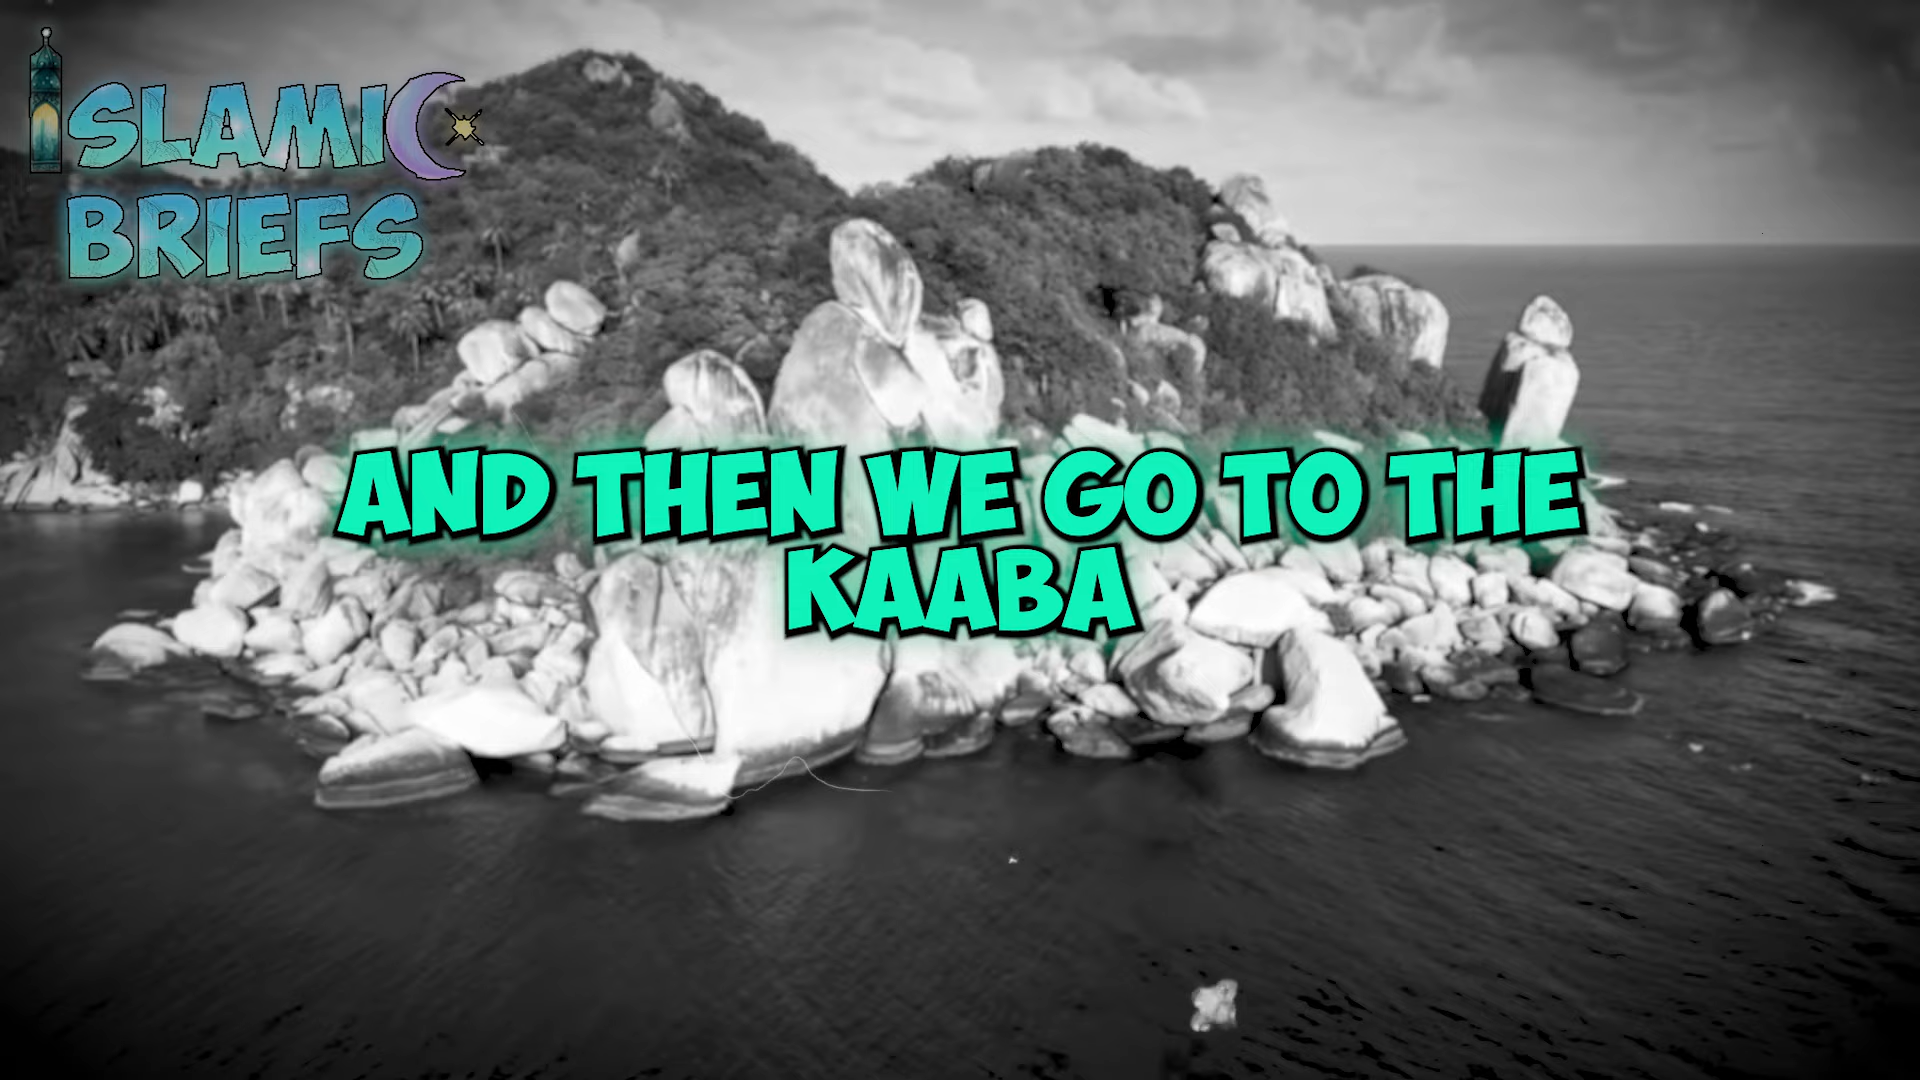 ISLAMIC
BRIEFS
AND THEN WE GO TO THE
KAABA